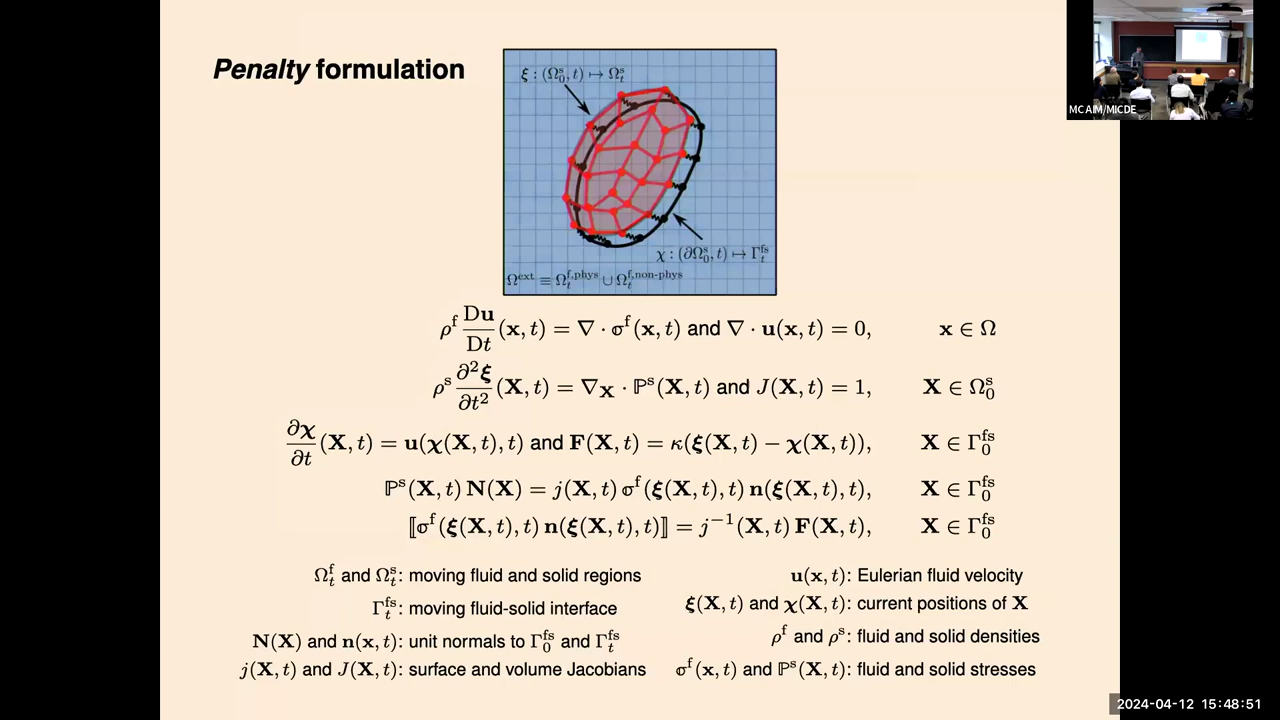 Penalty formulation
ξ : (Ω₀ˢ, t) ↦ Ωₜˢ
χ : (∂Ω₀ˢ, t) ↦ Γₜᶠˢ
Ωᵉˣᵗ ≡ Ωₜᶠ'ᵖʰʸˢ ∪ Ωₜᶠ'ⁿᵒⁿ⁻ᵖʰʸˢ
ρᶠ Du/Dt (x, t) = ∇ · σᶠ(x, t) and ∇ · u(x, t) = 0, x ∈ Ω
ρˢ ∂²ξ/∂t² (X, t) = ∇_X · ℙˢ(X, t) and J(X, t) = 1, X ∈ Ω₀ˢ
∂χ/∂t (X, t) = u(χ(X, t), t) and F(X, t) = κ(ξ(X, t) − χ(X, t)), X ∈ Γ₀ᶠˢ
ℙˢ(X, t) N(X) = j(X, t) σᶠ(ξ(X, t), t) n(ξ(X, t), t), X ∈ Γ₀ᶠˢ
⟦σᶠ(ξ(X, t), t) n(ξ(X, t), t)⟧ = j⁻¹(X, t) F(X, t), X ∈ Γ₀ᶠˢ
Ωₜᶠ and Ωₜˢ: moving fluid and solid regions
Γₜᶠˢ: moving fluid-solid interface
N(X) and n(x, t): unit normals to Γ₀ᶠˢ and Γₜᶠˢ
j(X, t) and J(X, t): surface and volume Jacobians
u(x, t): Eulerian fluid velocity
ξ(X, t) and χ(X, t): current positions of X
ρᶠ and ρˢ: fluid and solid densities
σᶠ(x, t) and ℙˢ(X, t): fluid and solid stresses
MCAIM/MICDE
2024-04-12 15:48:51